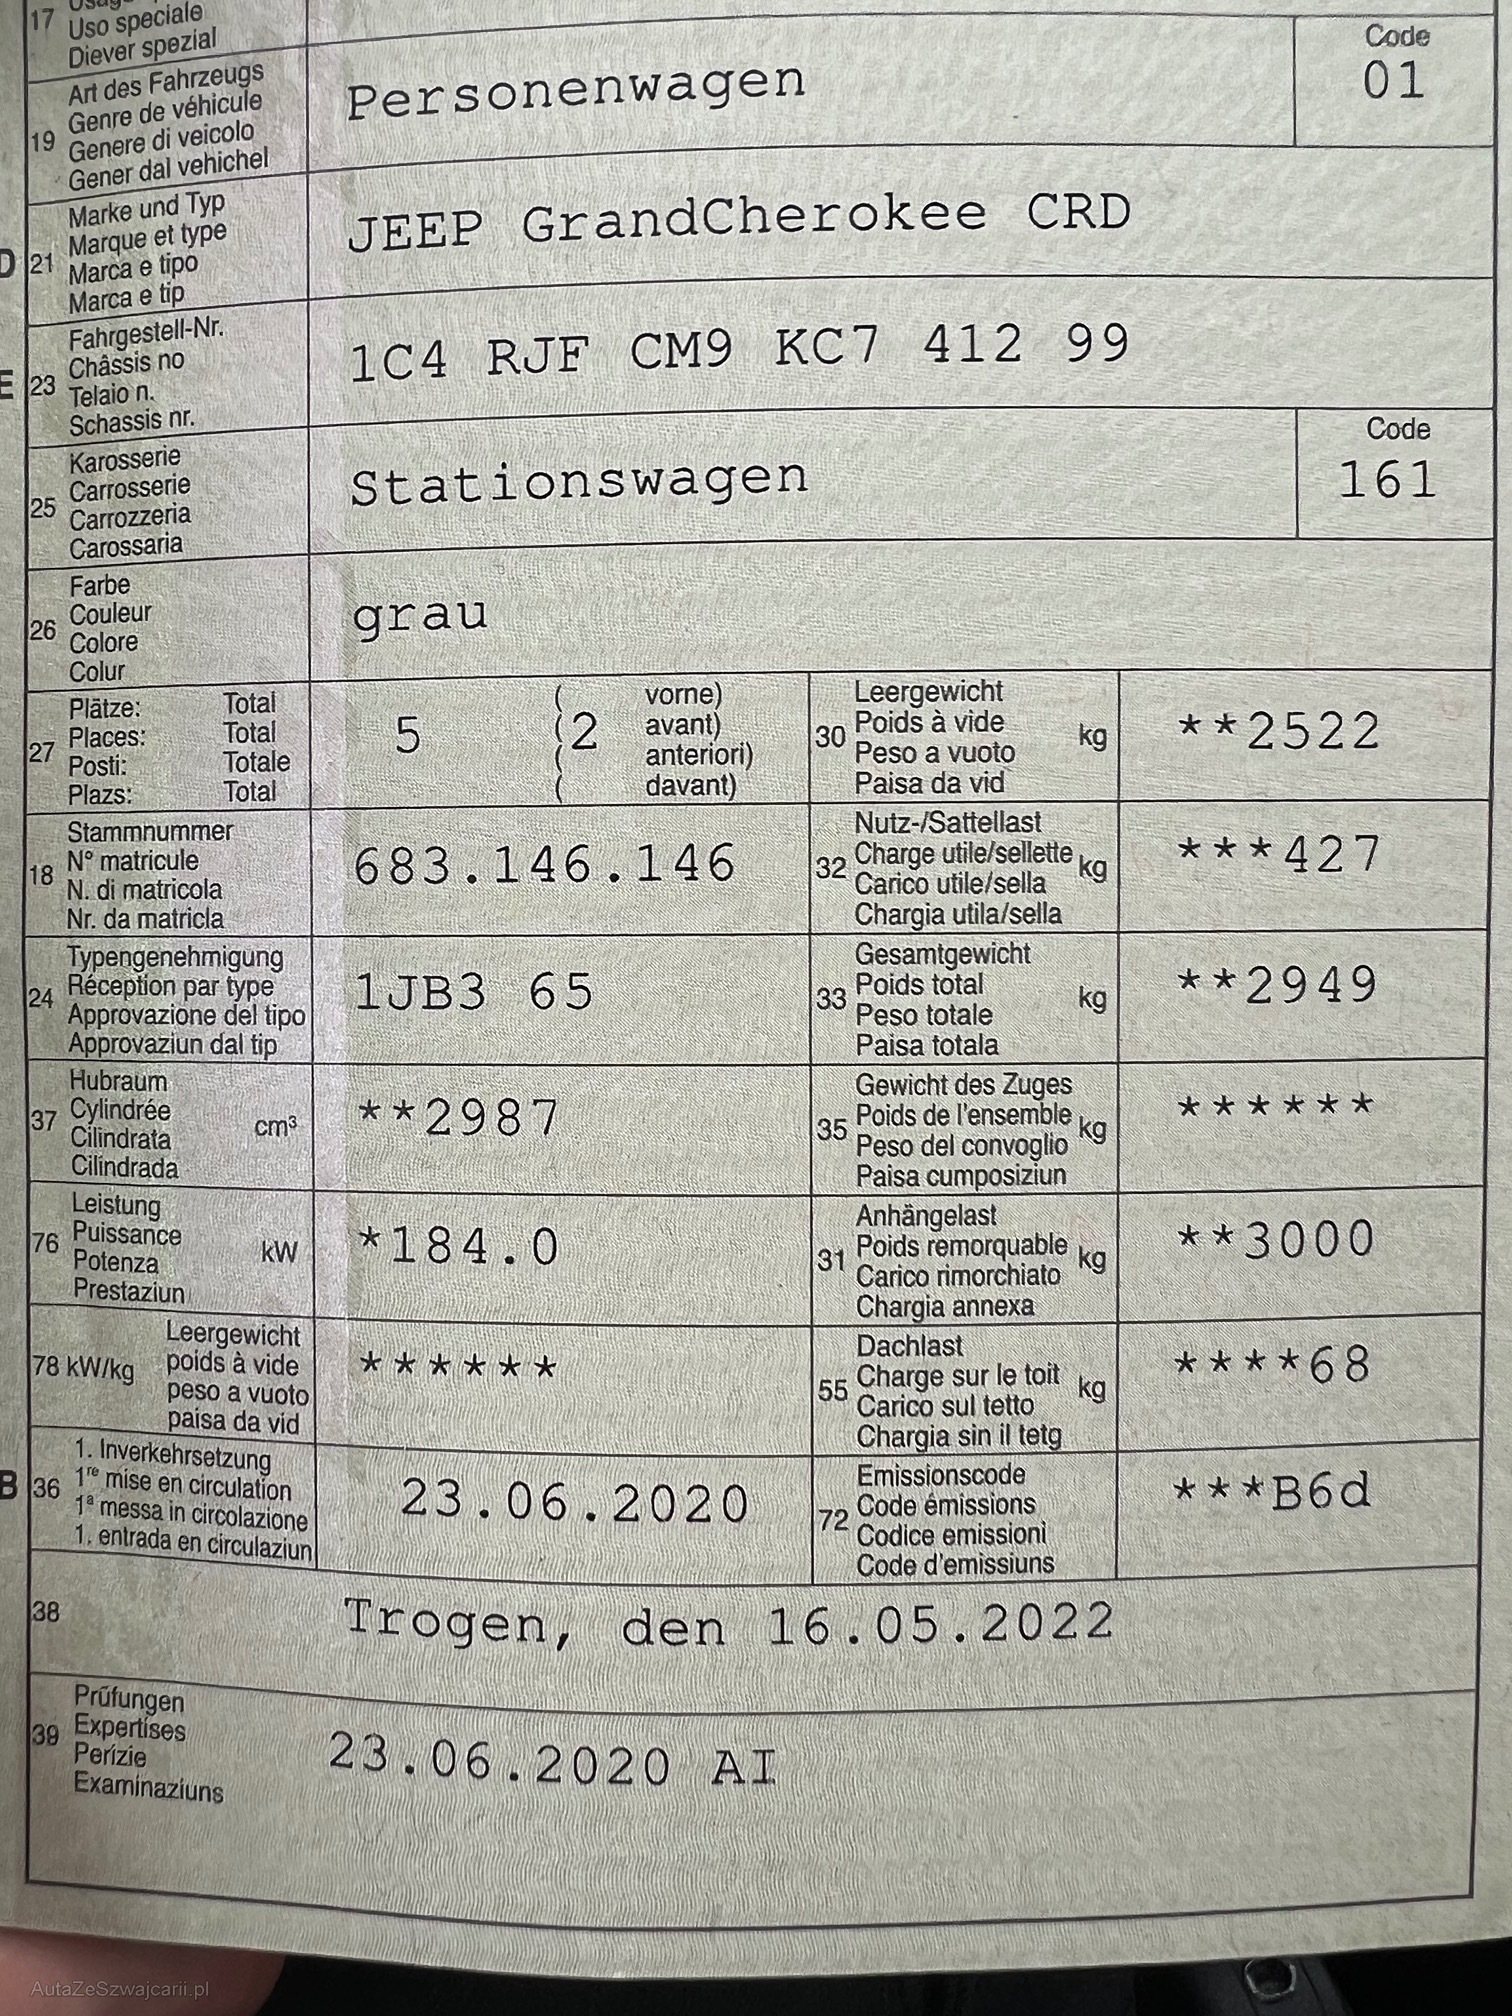 17 Uso speciale
Diever spezial
19 Art des Fahrzeugs
Genre de véhicule
Genere di veicolo
Gener dal vehichel
Personenwagen
Code
01
D 21 Marke und Typ
Marque et type
Marca e tipo
Marca e tip
JEEP GrandCherokee CRD
E 23 Fahrgestell-Nr.
Châssis no
Telaio n.
Schassis nr.
1C4 RJF CM9 KC7 412 99
25 Karosserie
Carrosserie
Carrozzeria
Carossaria
Stationswagen
Code
161
26 Farbe
Couleur
Colore
Colur
grau
27 Plätze: Total
Places: Total
Posti: Totale
Plazs: Total
5
( vorne)
(2 avant)
( anteriori)
( davant)
30 Leergewicht
Poids à vide
Peso a vuoto
Paisa da vid
kg
**2522
18 Stammnummer
N° matricule
N. di matricola
Nr. da matricla
683.146.146
32 Nutz-/Sattellast
Charge utile/sellette
Carico utile/sella
Chargia utila/sella
kg
***427
24 Typengenehmigung
Réception par type
Approvazione del tipo
Approvaziun dal tip
1JB3 65
33 Gesamtgewicht
Poids total
Peso totale
Paisa totala
kg
**2949
37 Hubraum
Cylindrée
Cilindrata
Cilindrada
cm³
**2987
35 Gewicht des Zuges
Poids de l'ensemble
Peso del convoglio
Paisa cumposiziun
kg
******
76 Leistung
Puissance
Potenza
Prestaziun
kW
*184.0
31 Anhängelast
Poids remorquable
Carico rimorchiato
Chargia annexa
kg
**3000
78 kW/kg
Leergewicht
poids à vide
peso a vuoto
paisa da vid
******
55 Dachlast
Charge sur le toit
Carico sul tetto
Chargia sin il tetg
kg
****68
B 36 1. Inverkehrsetzung
1re mise en circulation
1a messa in circolazione
1. entrada en circulaziun
23.06.2020
72 Emissionscode
Code émissions
Codice emissioni
Code d'emissiuns
***B6d
38 Trogen, den 16.05.2022
39 Prüfungen
Expertises
Perizie
Examinaziuns
23.06.2020 AI
AutaZeSzwajcarii.pl